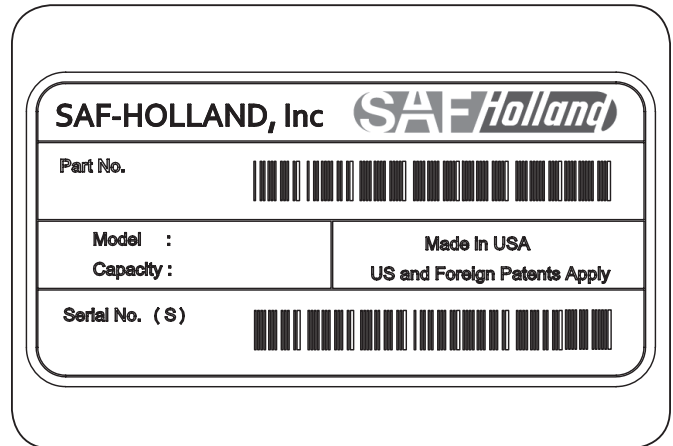 SAF-HOLLAND, Inc SAF Holland
Part No.
Model :
Capacity :
Made in USA
US and Foreign Patents Apply
Serial No. ( S )